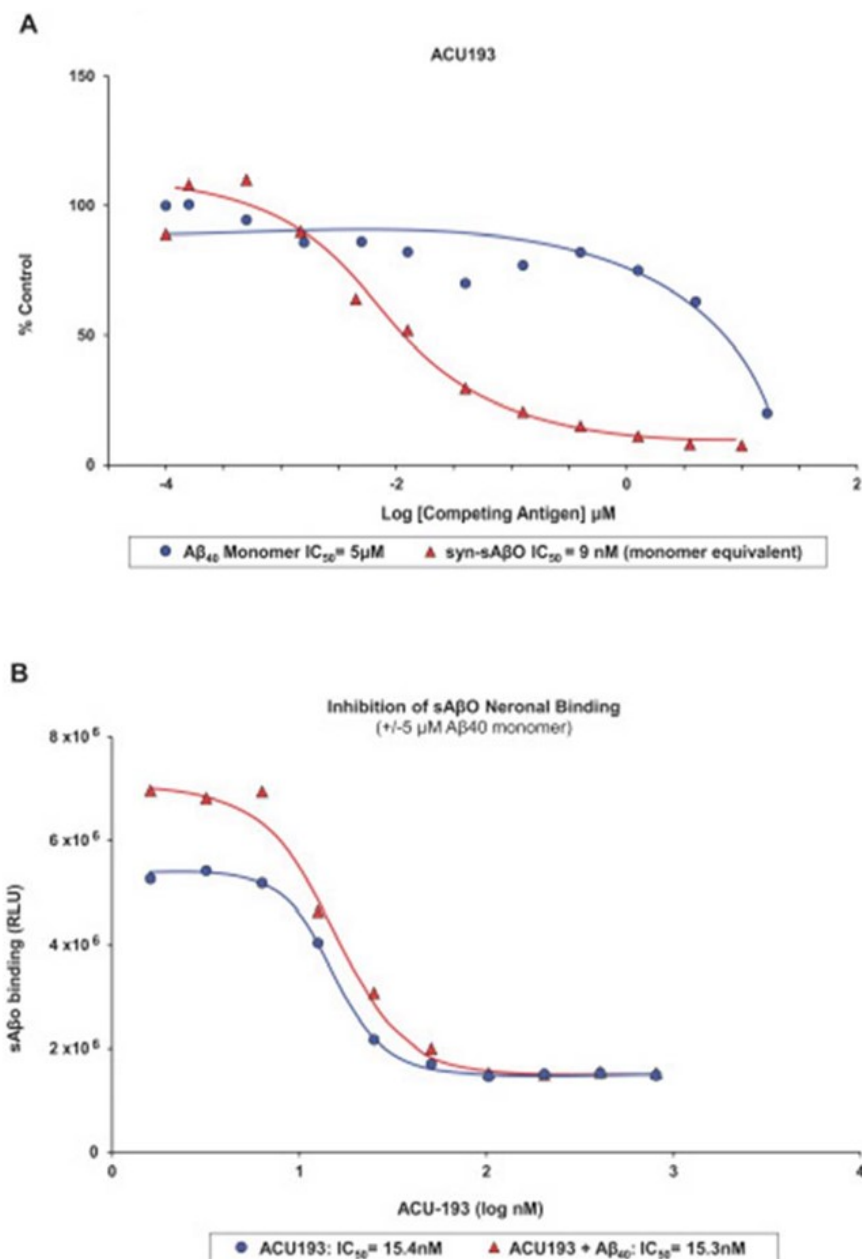 A
ACU193
150
100
50
0
% Control
-4
-2
0
2
Log [Competing Antigen] µM
Aβ₄₀ Monomer IC₅₀= 5µM syn-sAβO IC₅₀ = 9 nM (monomer equivalent)
B
Inhibition of sAβO Neronal Binding
(+/-5 µM Aβ40 monomer)
8 x10⁶
6 x10⁶
4 x10⁶
2 x10⁶
0
sAβo binding (RLU)
0
1
2
3
4
ACU-193 (log nM)
ACU193: IC₅₀= 15.4nM ACU193 + Aβ₄₀: IC₅₀= 15.3nM